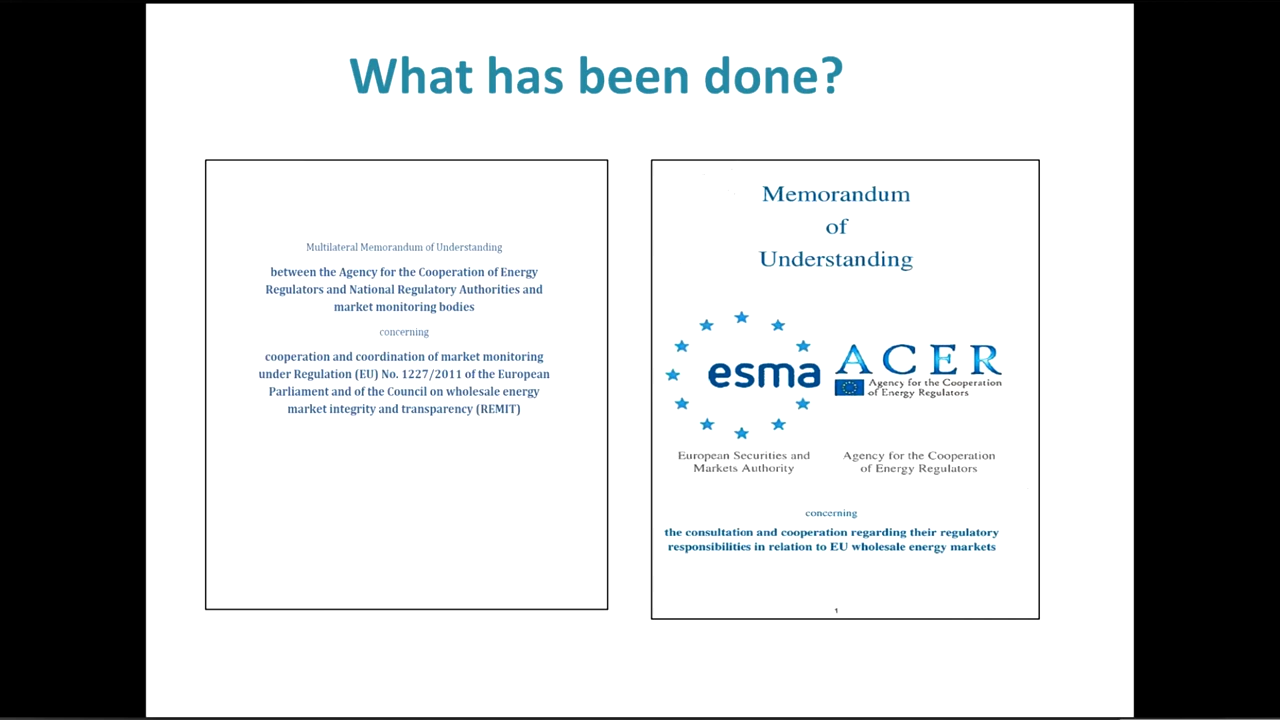 What has been done?
Multilateral Memorandum of Understanding
between the Agency for the Cooperation of Energy
Regulators and National Regulatory Authorities and
market monitoring bodies
concerning
cooperation and coordination of market monitoring
under Regulation (EU) No. 1227/2011 of the European
Parliament and of the Council on wholesale energy
market integrity and transparency (REMIT)
Memorandum
of
Understanding
esma
ACER
Agency for the Cooperation
of Energy Regulators
European Securities and
Markets Authority
Agency for the Cooperation
of Energy Regulators
concerning
the consultation and cooperation regarding their regulatory
responsibilities in relation to EU wholesale energy markets
1